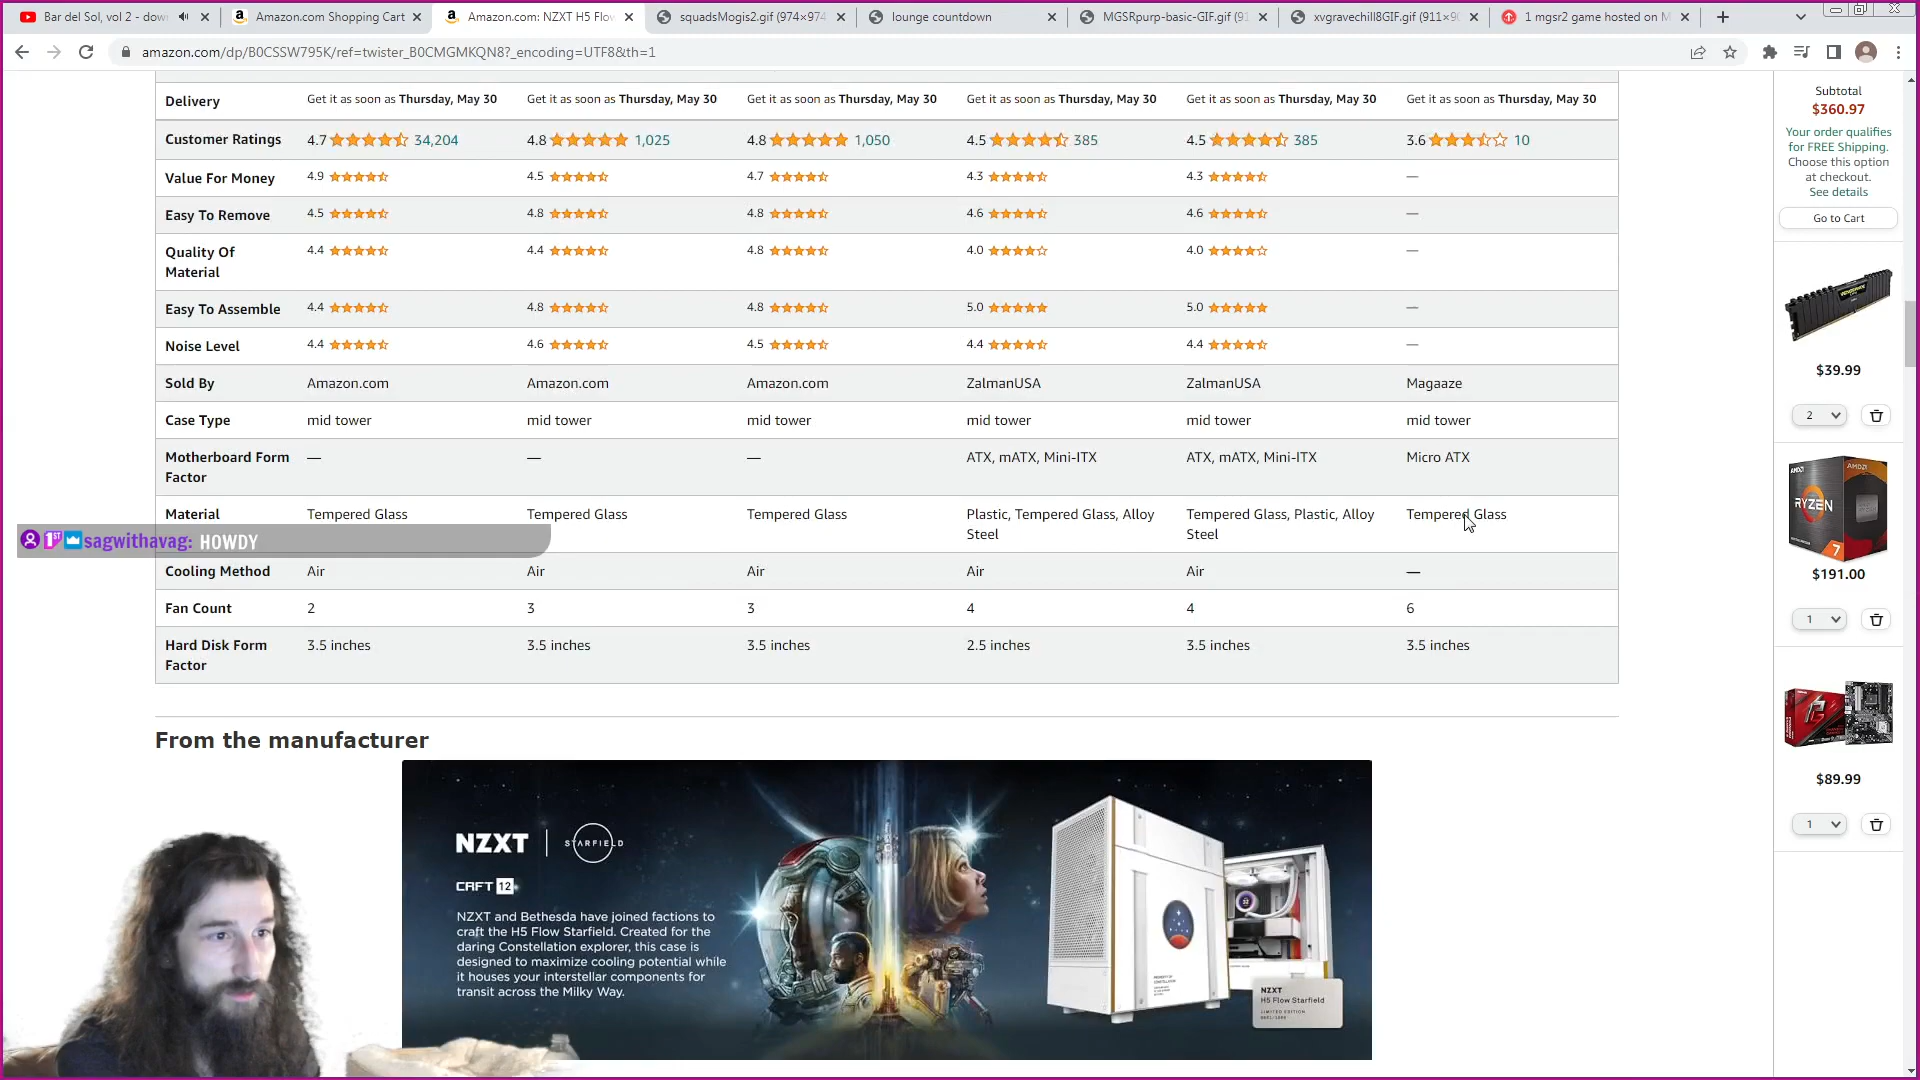 Bar del Sol, vol 2 - dow
Amazon.com Shopping Cart
Amazon.com: NZXT H5 Flow
squadsMogis2.gif (974×974
lounge countdown
MGSRpurp-basic-GIF.gif (91
xvgravechill8GIF.gif (911×90
1 mgsr2 game hosted on M
amazon.com/dp/B0CSSW795K/ref=twister_B0CMGMKQN8?_encoding=UTF8&th=1
Delivery Get it as soon as Thursday, May 30 Get it as soon as Thursday, May 30 Get it as soon as Thursday, May 30 Get it as soon as Thursday, May 30 Get it as soon as Thursday, May 30 Get it as soon as Thursday, May 30
Customer Ratings 4.7 34,204 4.8 1,025 4.8 1,050 4.5 385 4.5 385 3.6 10
Value For Money 4.9 4.5 4.7 4.3 4.3 —
Easy To Remove 4.5 4.8 4.8 4.6 4.6 —
Quality Of
Material 4.4 4.4 4.8 4.0 4.0 —
Easy To Assemble 4.4 4.8 4.8 5.0 5.0 —
Noise Level 4.4 4.6 4.5 4.4 4.4 —
Sold By Amazon.com Amazon.com Amazon.com ZalmanUSA ZalmanUSA Magaaze
Case Type mid tower mid tower mid tower mid tower mid tower mid tower
Motherboard Form
Factor — — — ATX, mATX, Mini-ITX ATX, mATX, Mini-ITX Micro ATX
Material Tempered Glass Tempered Glass Tempered Glass Plastic, Tempered Glass, Alloy Steel Tempered Glass, Plastic, Alloy Steel Tempered Glass
1ST sagwithavag: HOWDY
Cooling Method Air Air Air Air Air —
Fan Count 2 3 3 4 4 6
Hard Disk Form
Factor 3.5 inches 3.5 inches 3.5 inches 2.5 inches 3.5 inches 3.5 inches
From the manufacturer
NZXT | STARFIELD
CRFT 12
NZXT and Bethesda have joined factions to
craft the H5 Flow Starfield. Created for the
daring Constellation explorer, this case is
designed to maximize cooling potential while
it houses your interstellar components for
transit across the Milky Way.
NZXT
H5 Flow Starfield
LIMITED EDITION
Subtotal
$360.97
Your order qualifies
for FREE Shipping.
Choose this option
at checkout.
See details
Go to Cart
$39.99
2
AMD
RYZEN
7
$191.00
1
$89.99
1